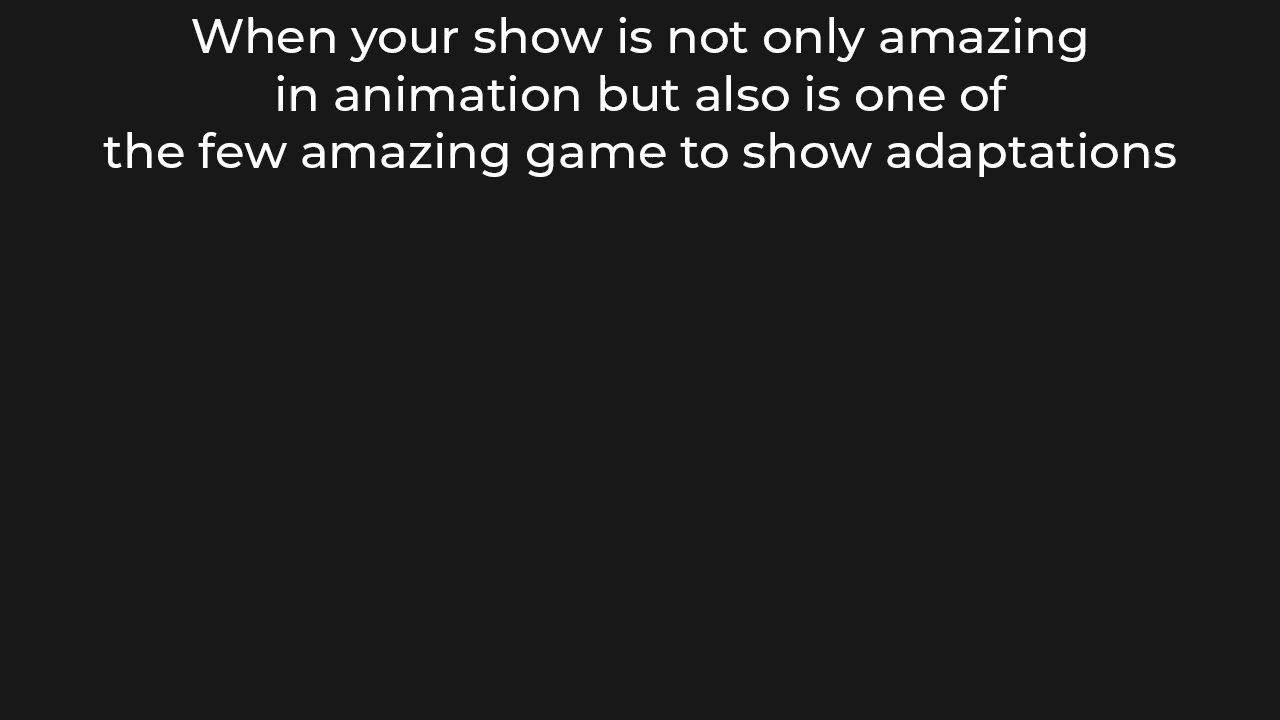 When your show is not only amazing
in animation but also is one of
the few amazing game to show adaptations